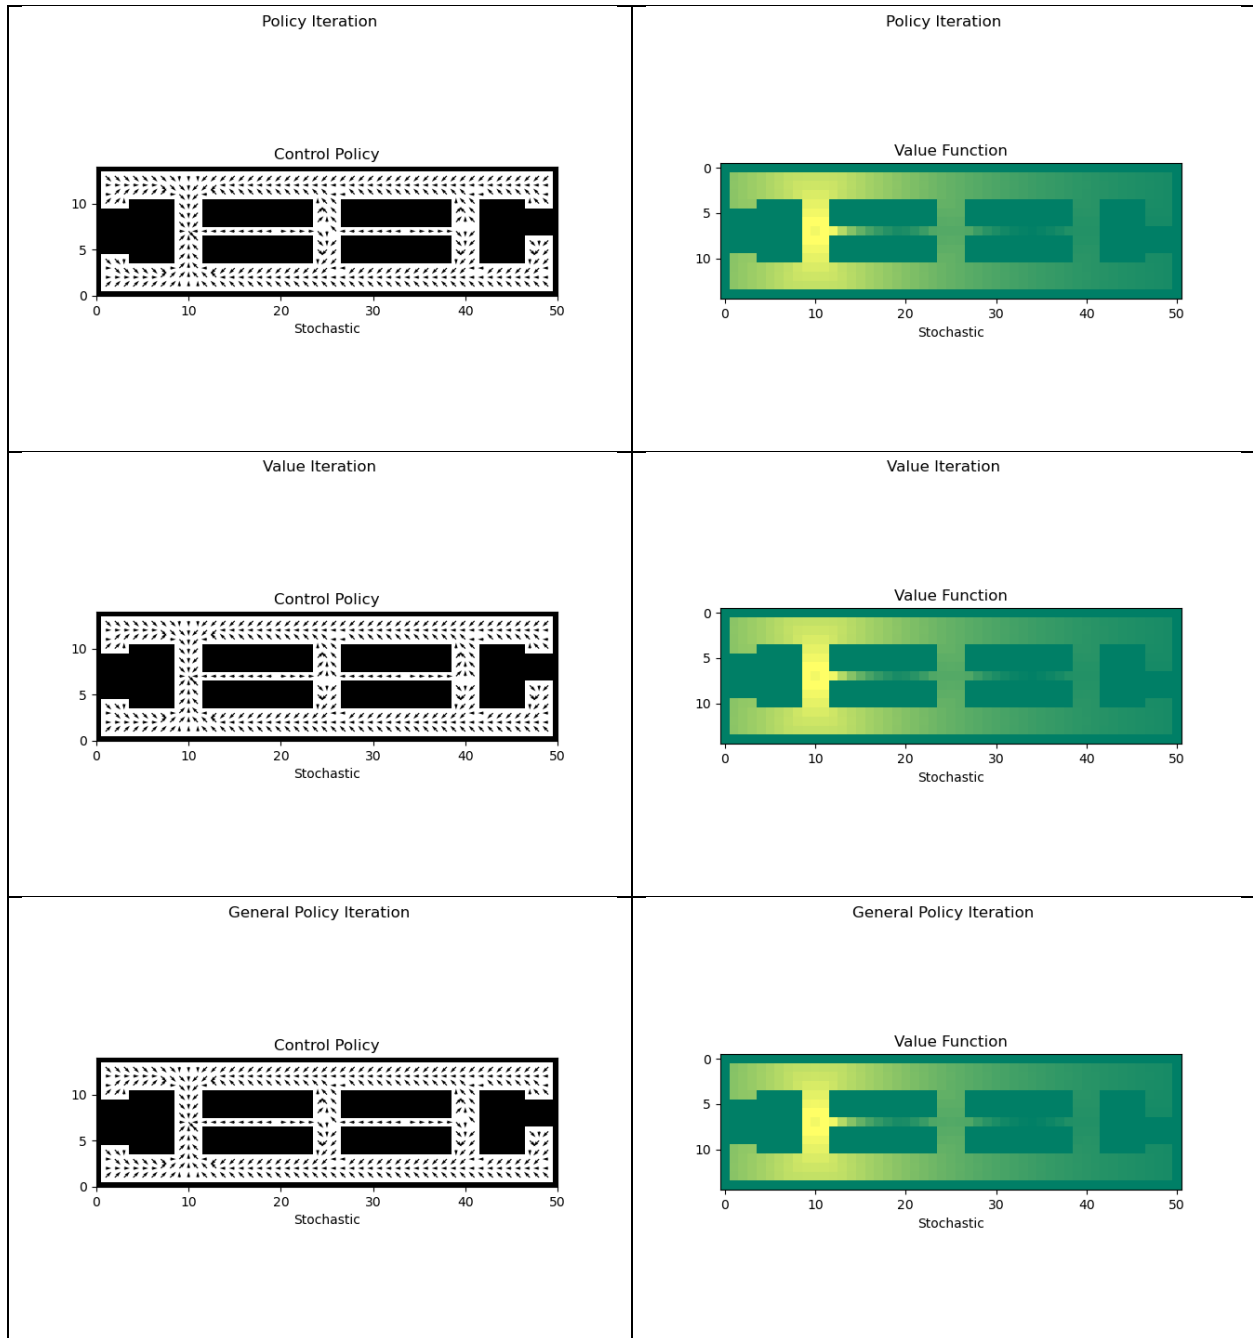 Policy Iteration
Control Policy
10
5
0
0 10 20 30 40 50
Stochastic
Policy Iteration
Value Function
0
5
10
0 10 20 30 40 50
Stochastic
Value Iteration
Control Policy
10
5
0
0 10 20 30 40 50
Stochastic
Value Iteration
Value Function
0
5
10
0 10 20 30 40 50
Stochastic
General Policy Iteration
Control Policy
10
5
0
0 10 20 30 40 50
Stochastic
General Policy Iteration
Value Function
0
5
10
0 10 20 30 40 50
Stochastic